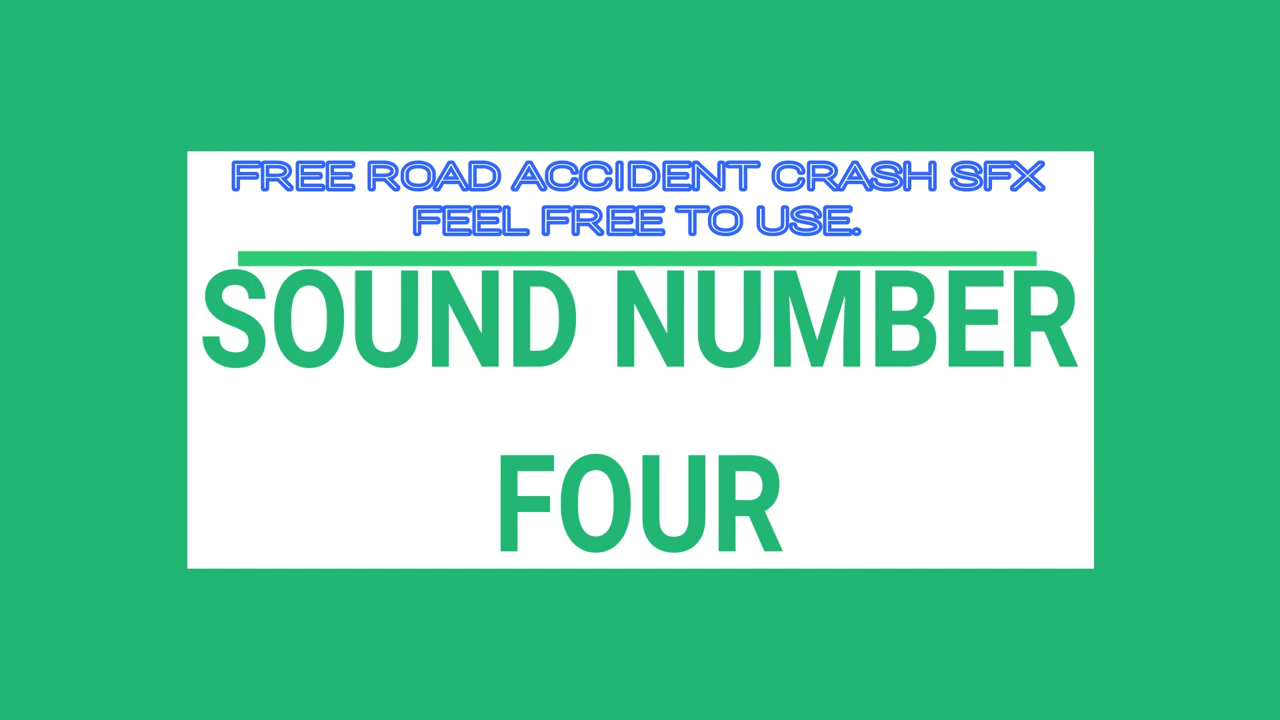 FREE ROAD ACCIDENT CRASH SFX
FEEL FREE TO USE.
SOUND NUMBER
FOUR